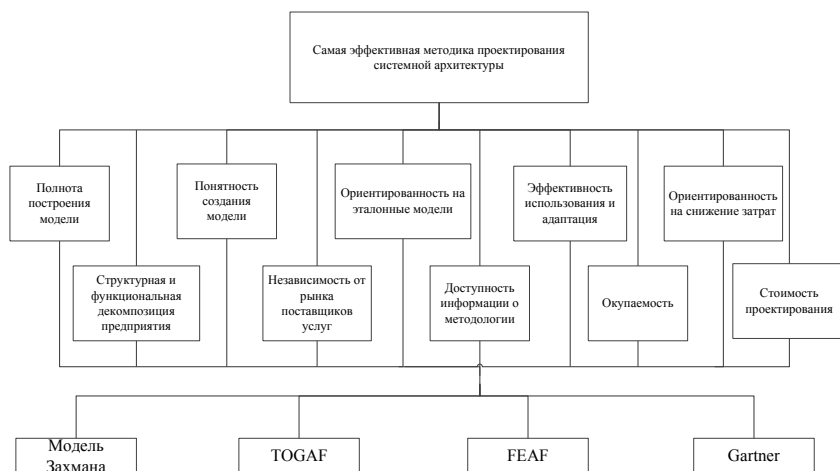 Самая эффективная методика проектирования
системной архитектуры
Полнота
построения
модели
Понятность
создания
модели
Ориентированность на
эталонные модели
Эффективность
использования и
адаптация
Ориентированность
на снижение затрат
Структурная и
функциональная
декомпозиция
предприятия
Независимость от
рынка
поставщиков
услуг
Доступность
информации о
методологии
Окупаемость
Стоимость
проектирования
Модель
Захмана
TOGAF
FEAF
Gartner